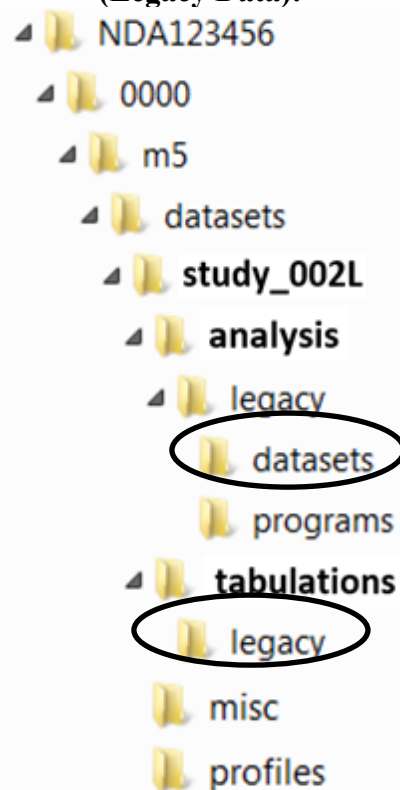 (Legacy Data).
NDA123456
0000
m5
datasets
study_002L
analysis
legacy
datasets
programs
tabulations
legacy
misc
profiles